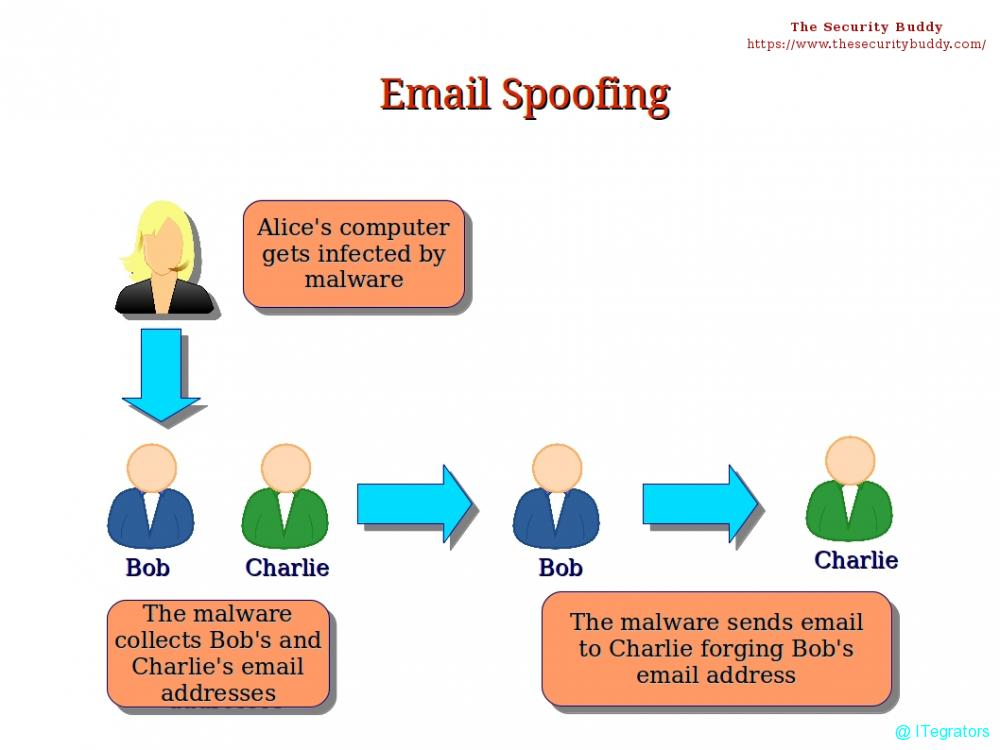 The Security Buddy
https://www.thesecuritybuddy.com/
Email Spoofing
Alice's computer
gets infected by
malware
Bob
Charlie
Bob
Charlie
The malware
collects Bob's and
Charlie's email
addresses
The malware sends email
to Charlie forging Bob's
email address
@ ITegrators